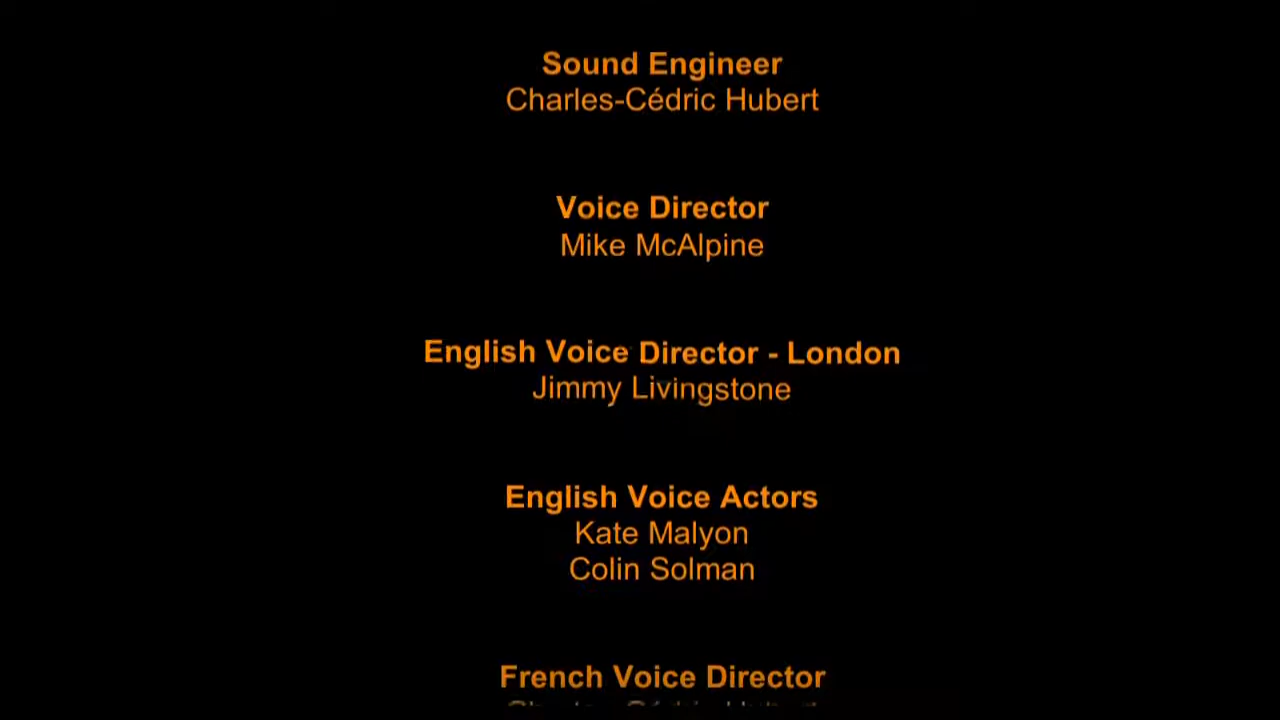 Sound Engineer
Charles-Cédric Hubert
Voice Director
Mike McAlpine
English Voice Director - London
Jimmy Livingstone
English Voice Actors
Kate Malyon
Colin Solman
French Voice Director